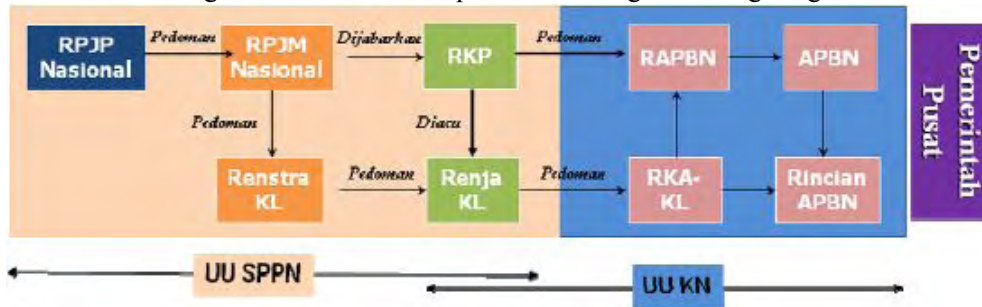 Pedoman
Dijabarkan
Pedoman
RPJP
Nasional
RPJM
Nasional
RKP
RAPBN
APBN
Pedoman
Diacu
Pemerintah
Pusat
Pedoman
Pedoman
Renstra
KL
Renja
KL
RKA-
KL
Rincian
APBN
UU SPPN
UU KN